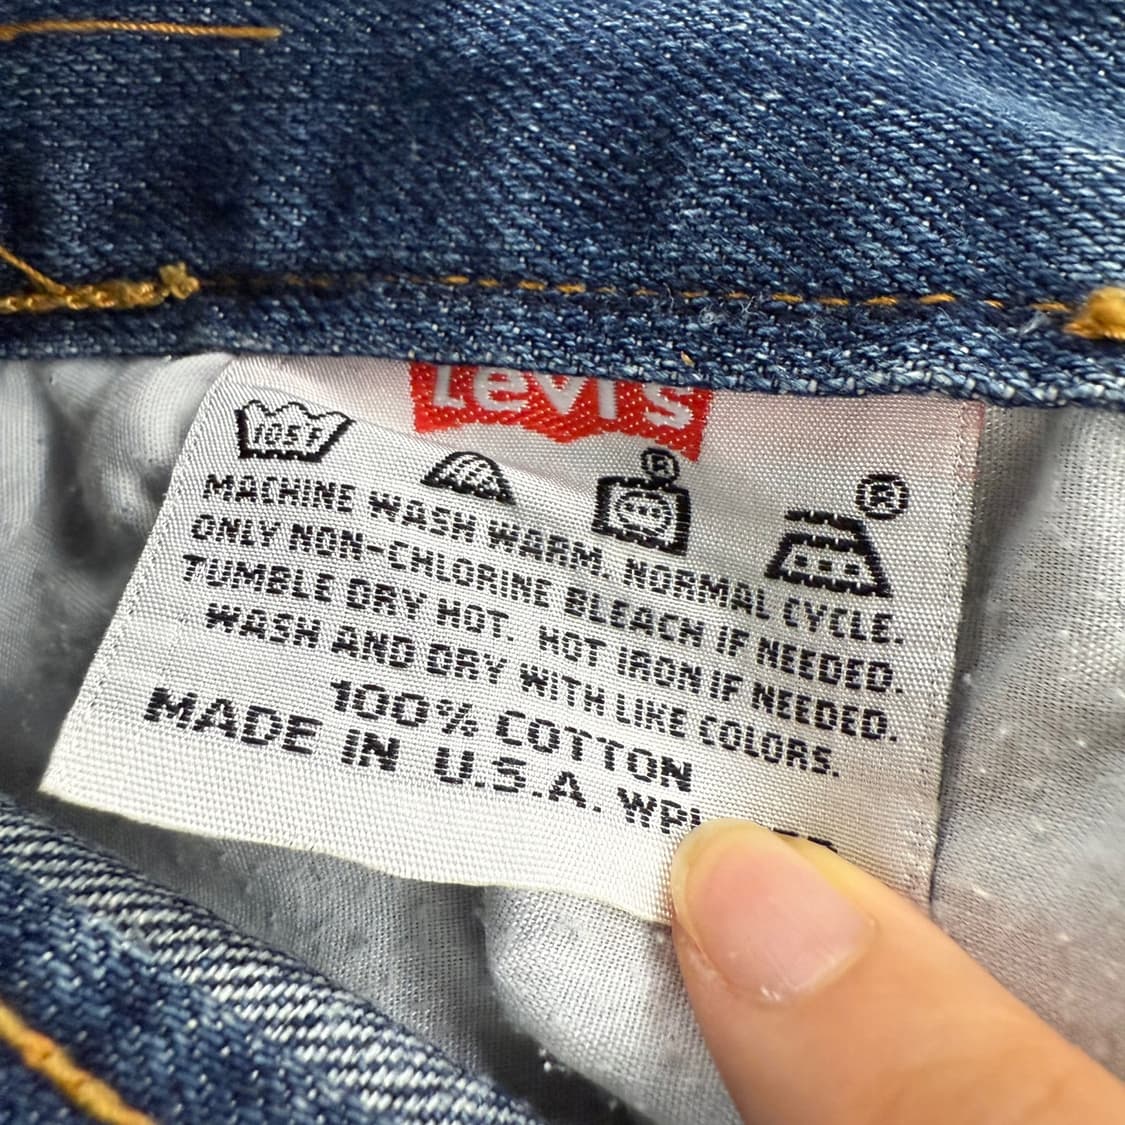 Levi's
105F
® ®
MACHINE WASH WARM. NORMAL CYCLE.
ONLY NON-CHLORINE BLEACH IF NEEDED.
TUMBLE DRY HOT. HOT IRON IF NEEDED.
WASH AND DRY WITH LIKE COLORS.
100% COTTON
MADE IN U.S.A.